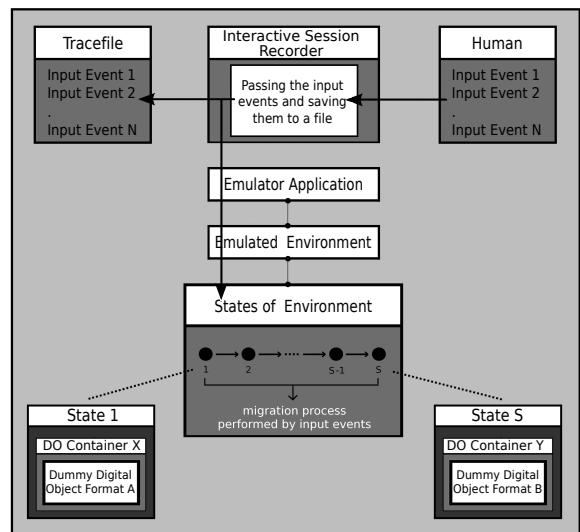 Tracefile
Input Event 1
Input Event 2
.
Input Event N
Interactive Session
Recorder
Passing the input
events and saving
them to a file
Human
Input Event 1
Input Event 2
.
Input Event N
Emulator Application
Emulated Environment
States of Environment
1 2 S-1 S
migration process
performed by input events
State 1
DO Container X
Dummy Digital
Object Format A
State S
DO Container Y
Dummy Digital
Object Format B